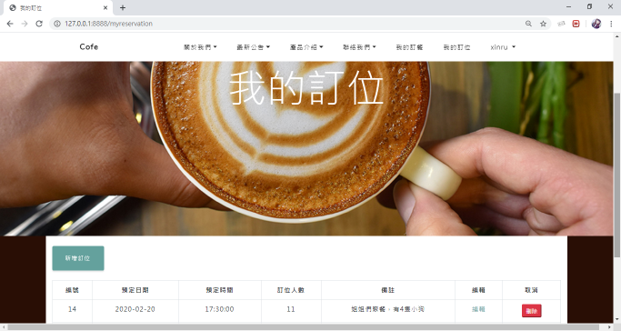 我的訂位
127.0.0.1:8888/myreservation
Cofe 關於我們 最新公告 產品介紹 聯絡我們 我的訂餐 我的訂位 xinru
我的訂位
新增訂位
編號 預定日期 預定時間 訂位人數 備註 編輯 取消
14 2020-02-20 17:30:00 11 姐姐們聚餐,有4隻小孩 編輯 刪除